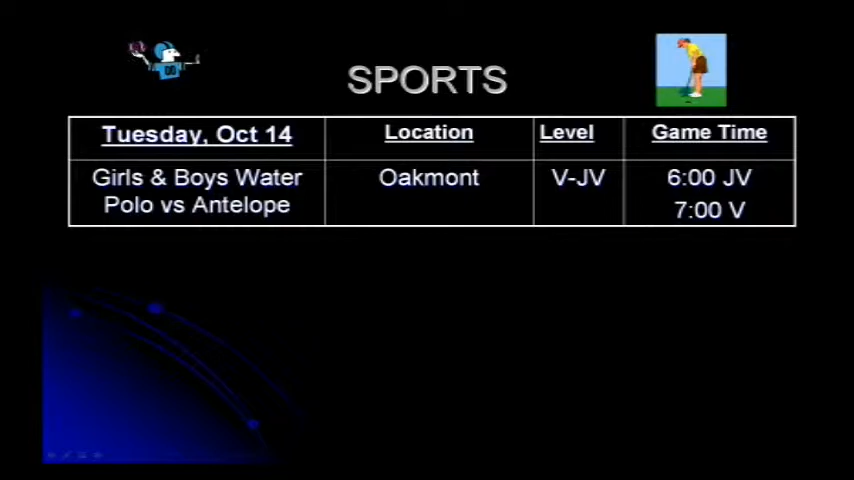 SPORTS
Tuesday, Oct 14 Location Level Game Time
Girls & Boys Water Oakmont V-JV 6:00 JV
Polo vs Antelope 7:00 V